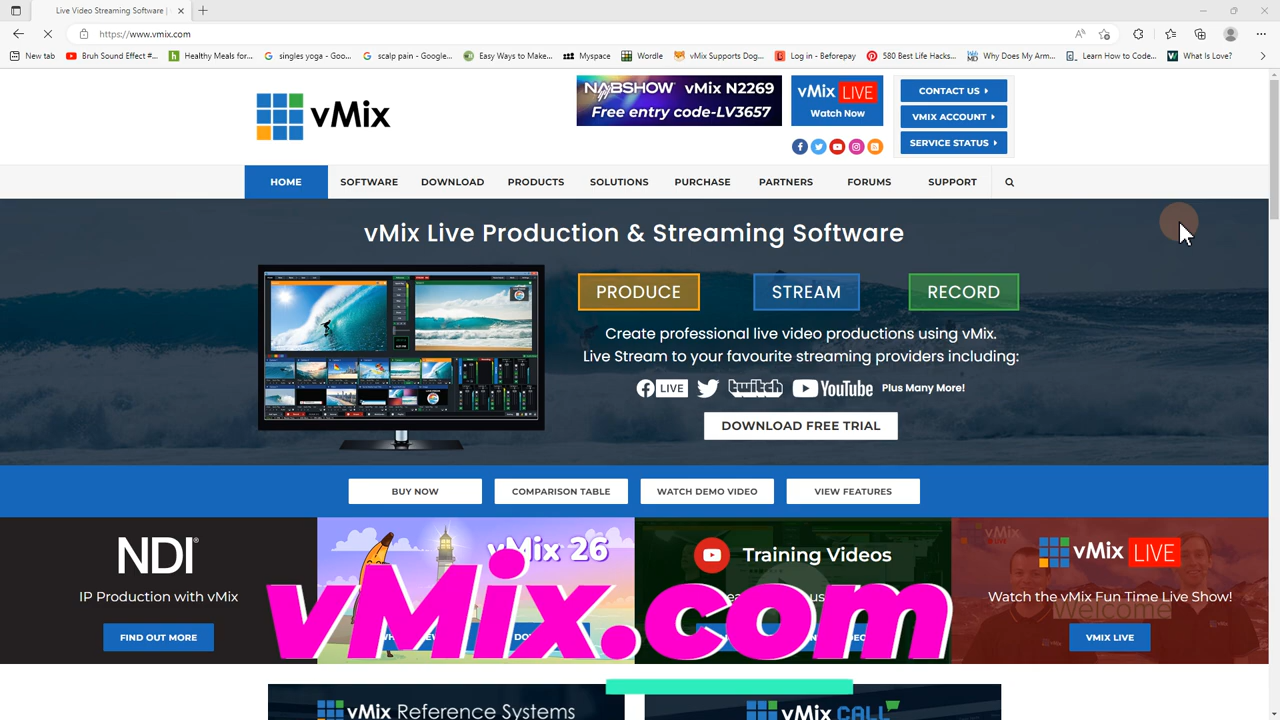 Live Video Streaming Software |
https://www.vmix.com
New tab
Bruh Sound Effect #...
Healthy Meals for...
singles yoga - Goo...
scalp pain - Google...
Easy Ways to Make...
Myspace
Wordle
vMix Supports Dog...
Log in - Beforepay
580 Best Life Hacks...
Why Does My Arm...
Learn How to Code...
What Is Love?
vMix
NABSHOW vMix N2269
Free entry code-LV3657
vMix LIVE
Watch Now
CONTACT US
VMIX ACCOUNT
SERVICE STATUS
HOME
SOFTWARE
DOWNLOAD
PRODUCTS
SOLUTIONS
PURCHASE
PARTNERS
FORUMS
SUPPORT
vMix Live Production & Streaming Software
PRODUCE
STREAM
RECORD
Create professional live video productions using vMix.
Live Stream to your favourite streaming providers including:
LIVE
twitch
YouTube
Plus Many More!
DOWNLOAD FREE TRIAL
BUY NOW
COMPARISON TABLE
WATCH DEMO VIDEO
VIEW FEATURES
NDI®
IP Production with vMix
FIND OUT MORE
vMix 26
Training Videos
vMix LIVE
Watch the vMix Fun Time Live Show!
Welcome
VMIX LIVE
vMix.com
vMix Reference Systems
vMix CALL